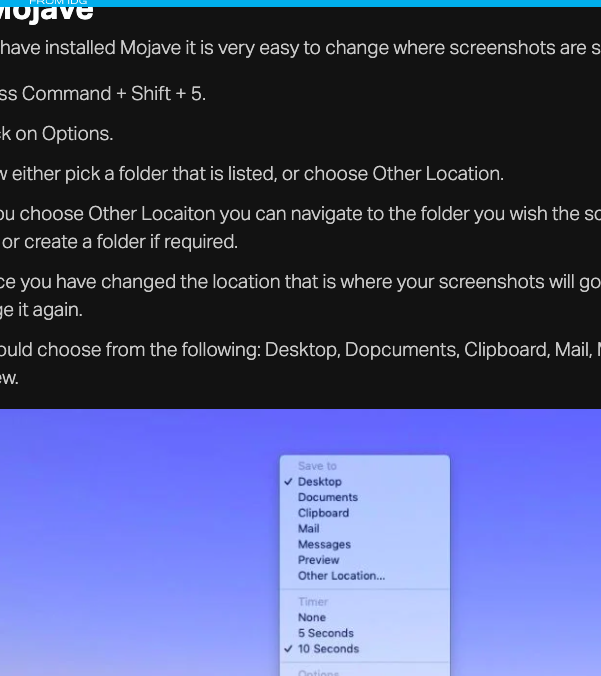 FROM IDG
Mojave
have installed Mojave it is very easy to change where screenshots are s
ss Command + Shift + 5.
ck on Options.
w either pick a folder that is listed, or choose Other Location.
ou choose Other Locaiton you can navigate to the folder you wish the sc
or create a folder if required.
ce you have changed the location that is where your screenshots will go
ge it again.
ould choose from the following: Desktop, Dopcuments, Clipboard, Mail, M
ew.
Save to
✓ Desktop
Documents
Clipboard
Mail
Messages
Preview
Other Location...
Timer
None
5 Seconds
✓ 10 Seconds
Options